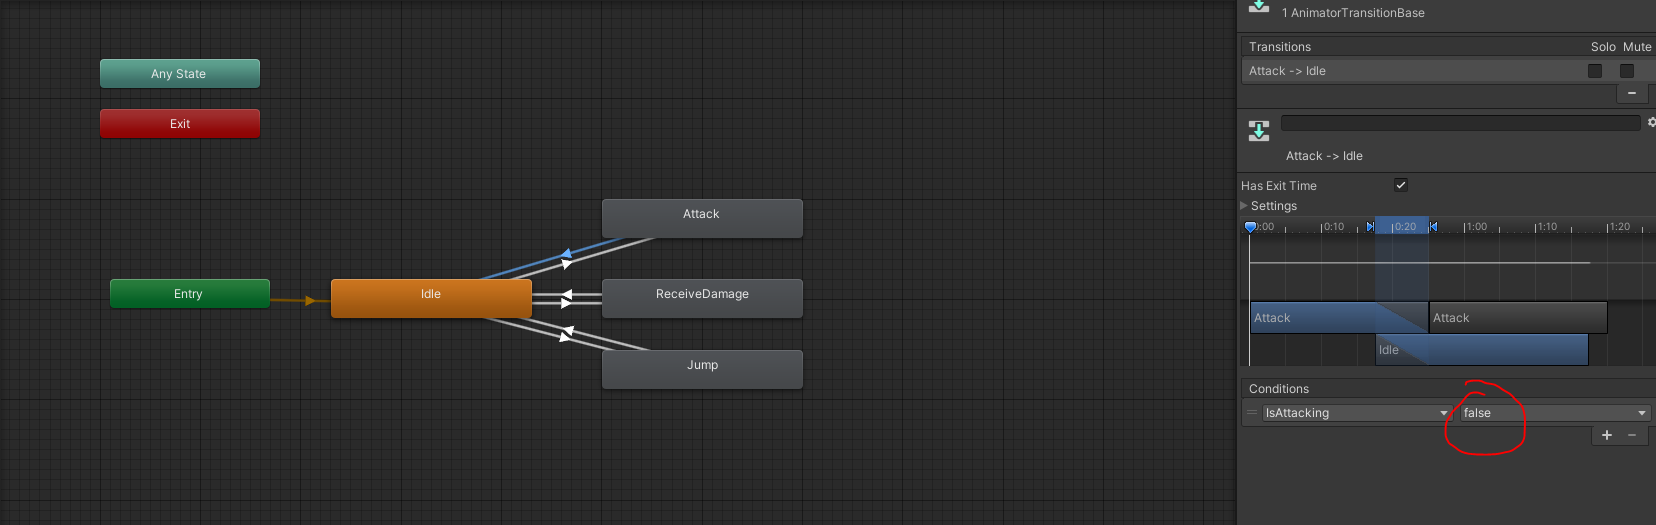 Any State
Exit
Entry
Idle
Attack
ReceiveDamage
Jump
1 AnimatorTransitionBase
Transitions Solo Mute
Attack -> Idle
Attack -> Idle
Has Exit Time
Settings
0:00 0:10 0:20 1:00 1:10 1:20
Attack Attack
Idle
Conditions
IsAttacking false